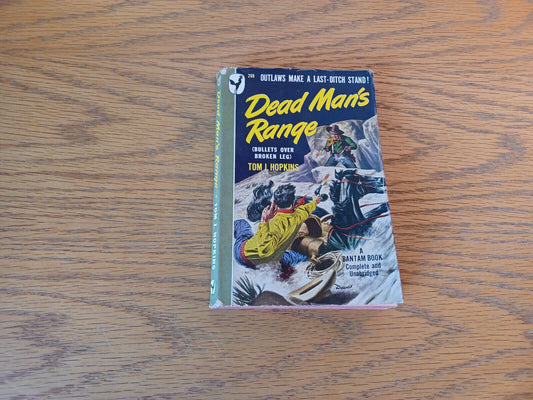 268 OUTLAWS MAKE A LAST-DITCH STAND!
Dead Man's
Range
(BULLETS OVER
BROKEN LEG)
TOM J. HOPKINS
A
BANTAM BOOK
Complete and
Unabridged
Dead Man's Range · TOM J. HOPKINS